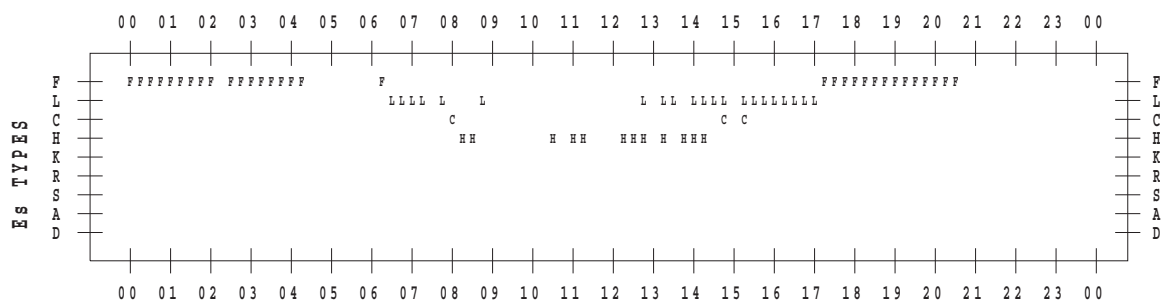 00 01 02 03 04 05 06 07 08 09 10 11 12 13 14 15 16 17 18 19 20 21 22 23 00
F FFFFFFFFF FFFFFFFF F FFFFFFFFFFFFFF F
L LLLL L L L LL LLLL LLLLLLLL L
C C C C C
H HH H HH HHH H HHH H
K K
R R
S S
A A
D D
Es TYPES
00 01 02 03 04 05 06 07 08 09 10 11 12 13 14 15 16 17 18 19 20 21 22 23 00